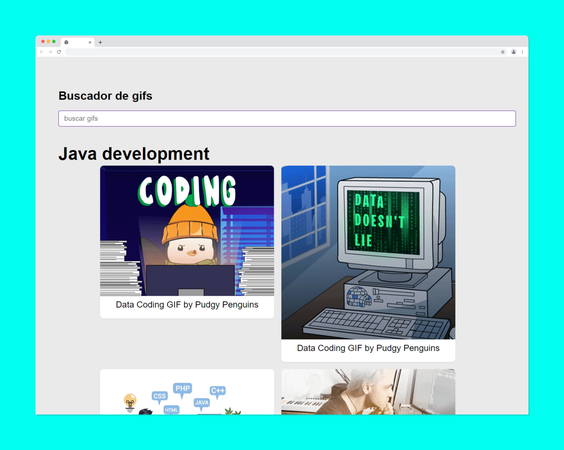 Buscador de gifs
buscar gifs
Java development
CODING
DATA
DOESN'T
LIE
Data Coding GIF by Pudgy Penguins
Data Coding GIF by Pudgy Penguins
CSS
PHP
C++
HTML
JAVA